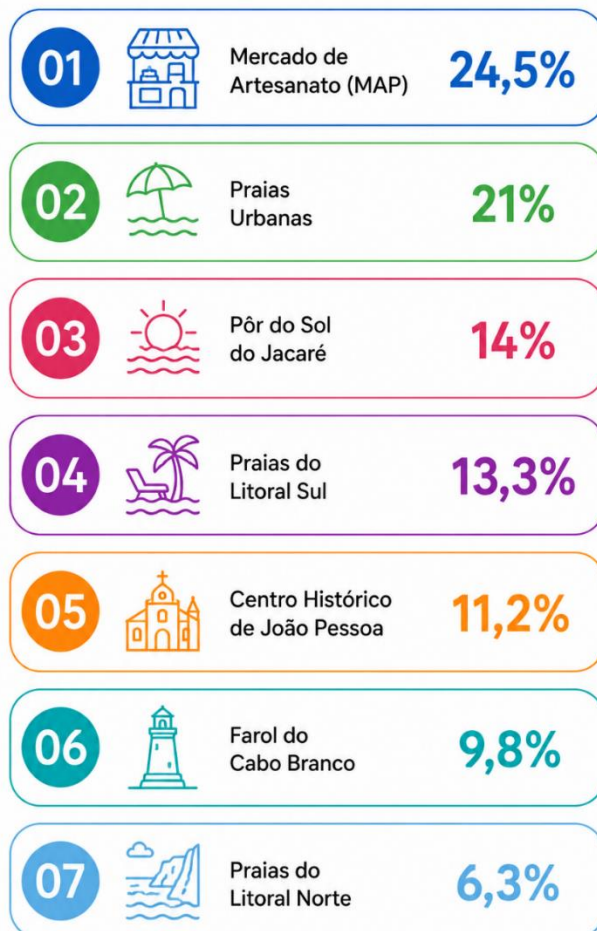 01
Mercado de
Artesanato (MAP)
24,5%
02
Praias
Urbanas
21%
03
Pôr do Sol
do Jacaré
14%
04
Praias do
Litoral Sul
13,3%
05
Centro Histórico
de João Pessoa
11,2%
06
Farol do
Cabo Branco
9,8%
07
Praias do
Litoral Norte
6,3%